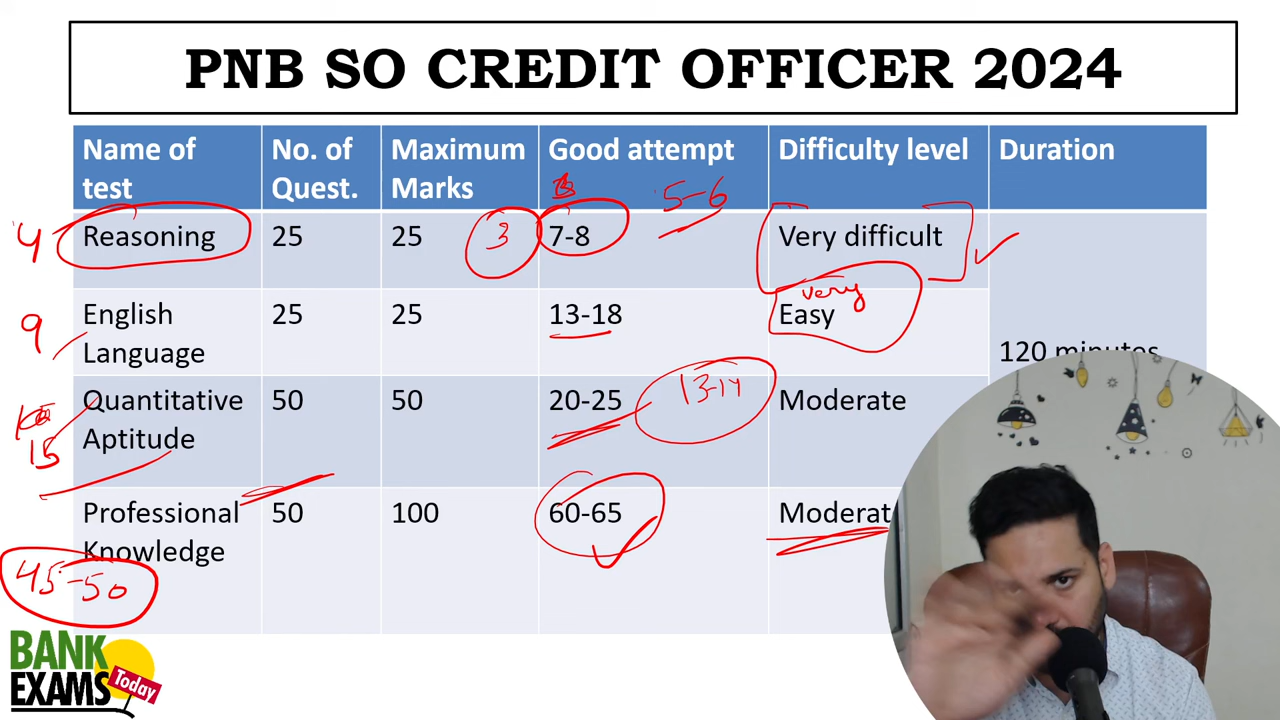 PNB SO CREDIT OFFICER 2024
Name of test
No. of Quest.
Maximum Marks
Good attempt
Difficulty level
Duration
5-6
4
Reasoning
25
25
3
7-8
Very difficult
very
9
English Language
25
25
13-18
Easy
120 minutes
15
Quantitative Aptitude
50
50
20-25
13-14
Moderate
Professional Knowledge
50
100
60-65
Moderat
45-50
BANK
EXAMS
Today